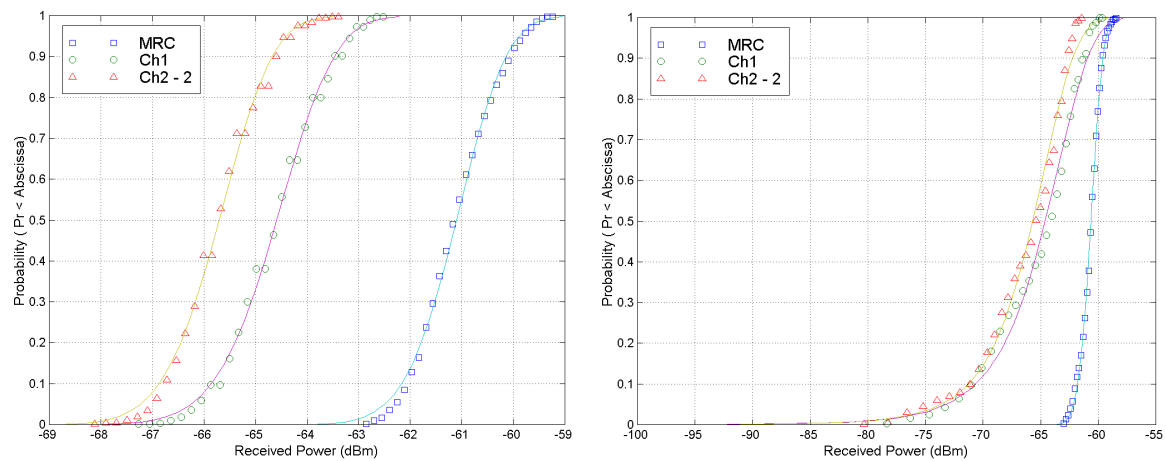 1
0.9
0.8
0.7
0.6
0.5
0.4
0.3
0.2
0.1
0
Probability ( Pr < Abscissa)
MRC
Ch1
Ch2 - 2
-69 -68 -67 -66 -65 -64 -63 -62 -61 -60 -59
Received Power (dBm)
1
0.9
0.8
0.7
0.6
0.5
0.4
0.3
0.2
0.1
0
Probability ( Pr < Abscissa)
MRC
Ch1
Ch2 - 2
-100 -95 -90 -85 -80 -75 -70 -65 -60 -55
Received Power (dBm)